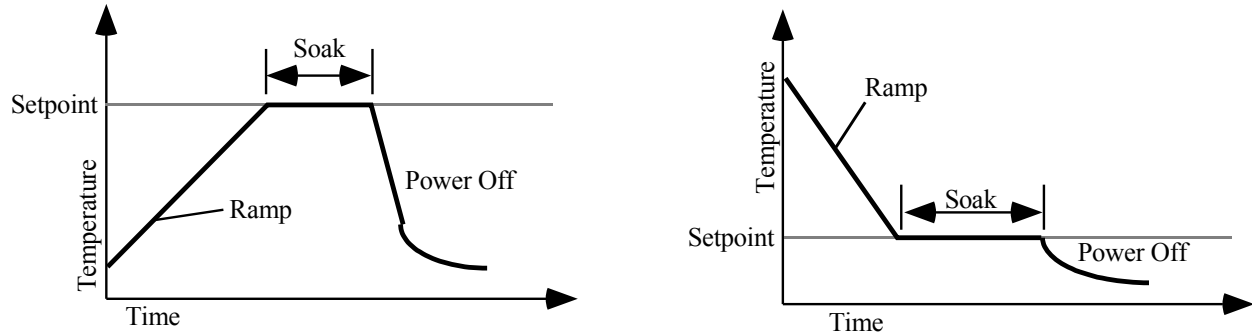 Soak
Setpoint
Temperature
Ramp
Power Off
Time
Temperature
Ramp
Soak
Setpoint
Power Off
Time